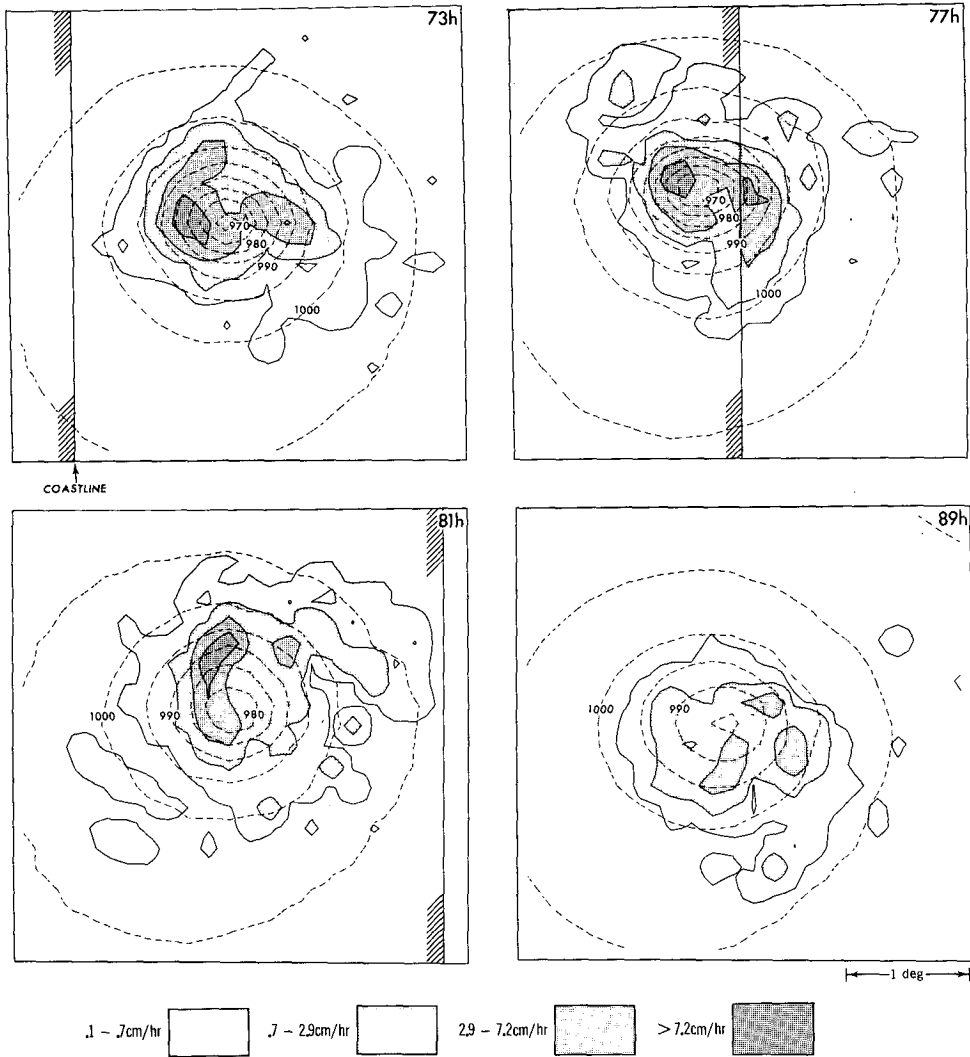 73h
970
980
990
1000
COASTLINE
77h
970
980
990
1000
81h
1000
990
980
89h
1000
990
1 deg
.1 - .7cm/hr
.7 - 2.9cm/hr
2.9 - 7.2cm/hr
> 7.2cm/hr